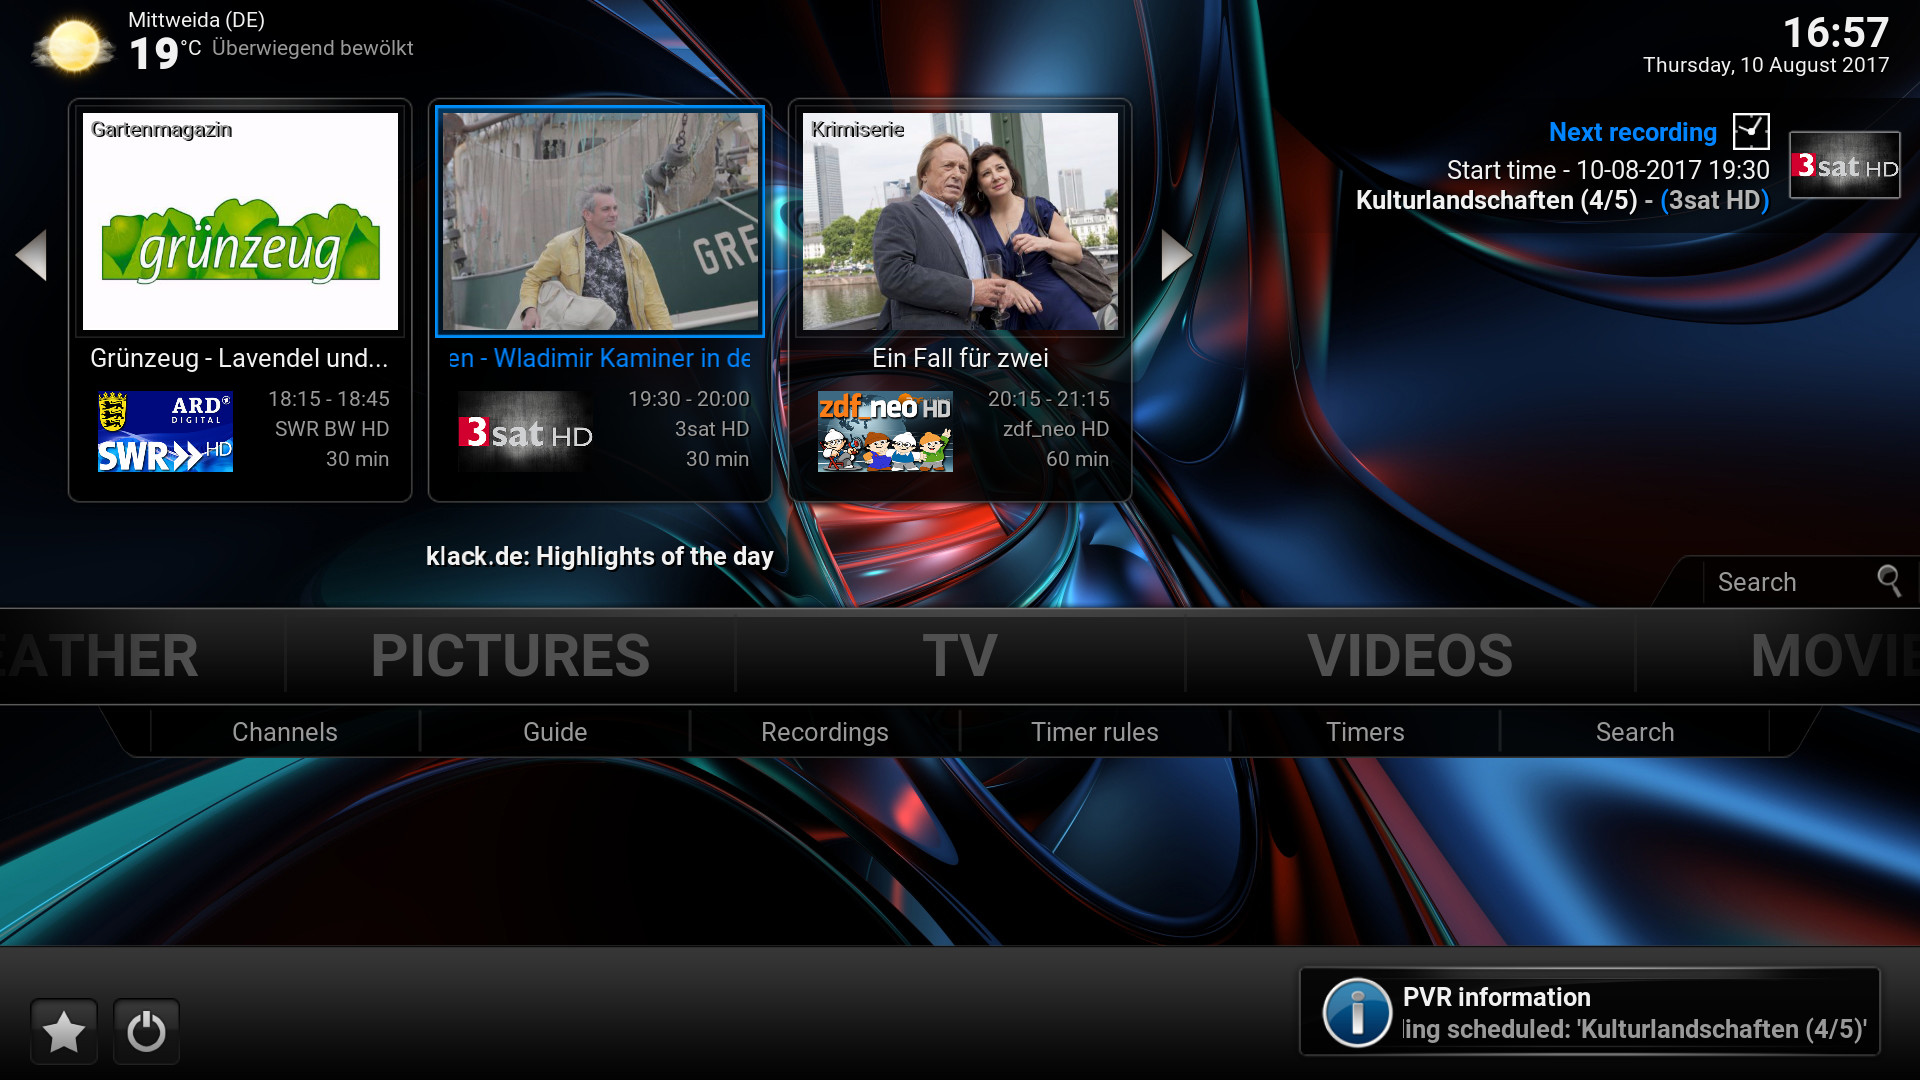 Mittweida (DE)
19°C Überwiegend bewölkt
16:57
Thursday, 10 August 2017
Next recording
Start time - 10-08-2017 19:30
Kulturlandschaften (4/5) - (3sat HD)
3sat HD
Gartenmagazin
grünzeug
Grünzeug - Lavendel und...
ARD
DIGITAL
SWR HD
18:15 - 18:45
SWR BW HD
30 min
GRE
en - Wladimir Kaminer in de
3sat HD
19:30 - 20:00
3sat HD
30 min
Krimiserie
Ein Fall für zwei
zdf_neo HD
20:15 - 21:15
zdf_neo HD
60 min
klack.de: Highlights of the day
Search
EATHER
PICTURES
TV
VIDEOS
MOVIE
Channels
Guide
Recordings
Timer rules
Timers
Search
PVR information
ling scheduled: 'Kulturlandschaften (4/5)'